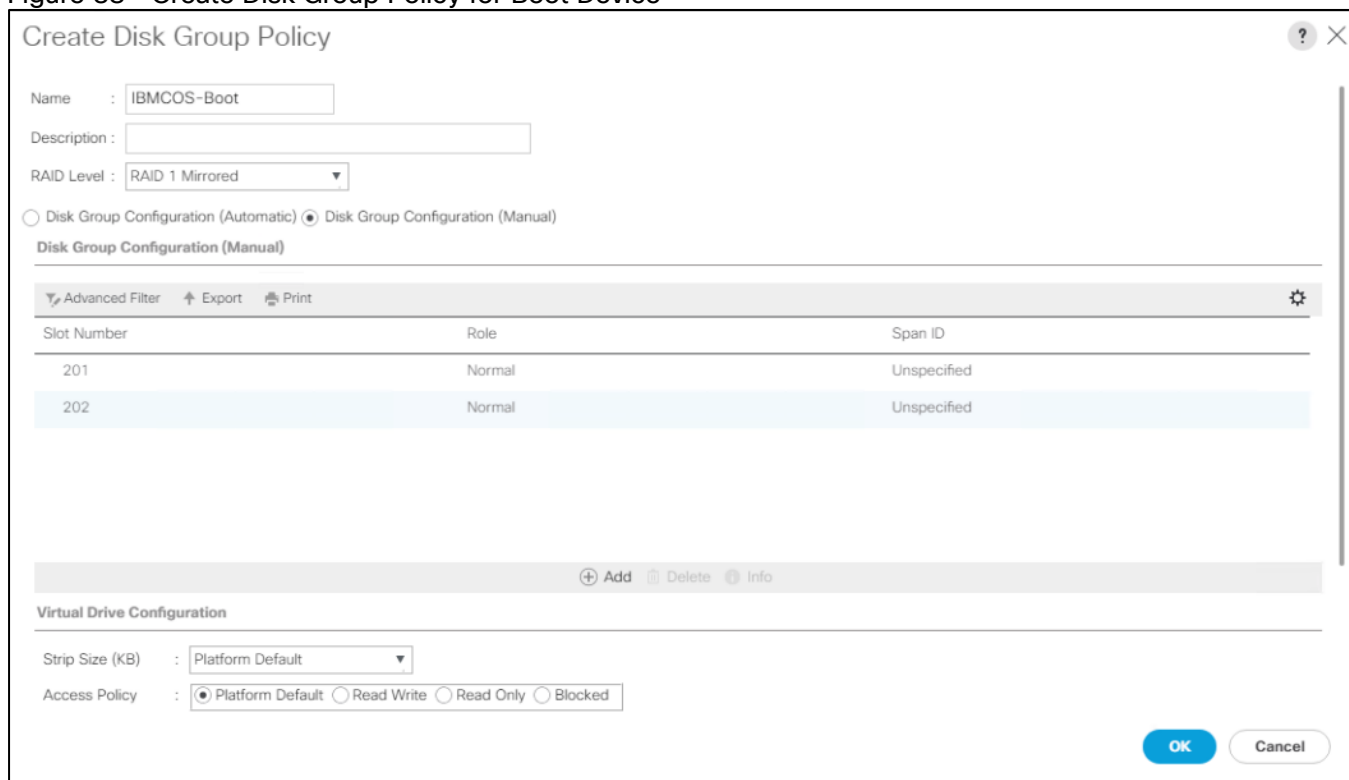 Create Disk Group Policy
?
Name : IBMCOS-Boot
Description :
RAID Level : RAID 1 Mirrored
Disk Group Configuration (Automatic) Disk Group Configuration (Manual)
Disk Group Configuration (Manual)
Advanced Filter Export Print
Slot Number Role Span ID
201 Normal Unspecified
202 Normal Unspecified
Add Delete Info
Virtual Drive Configuration
Strip Size (KB) : Platform Default
Access Policy : Platform Default Read Write Read Only Blocked
OK Cancel